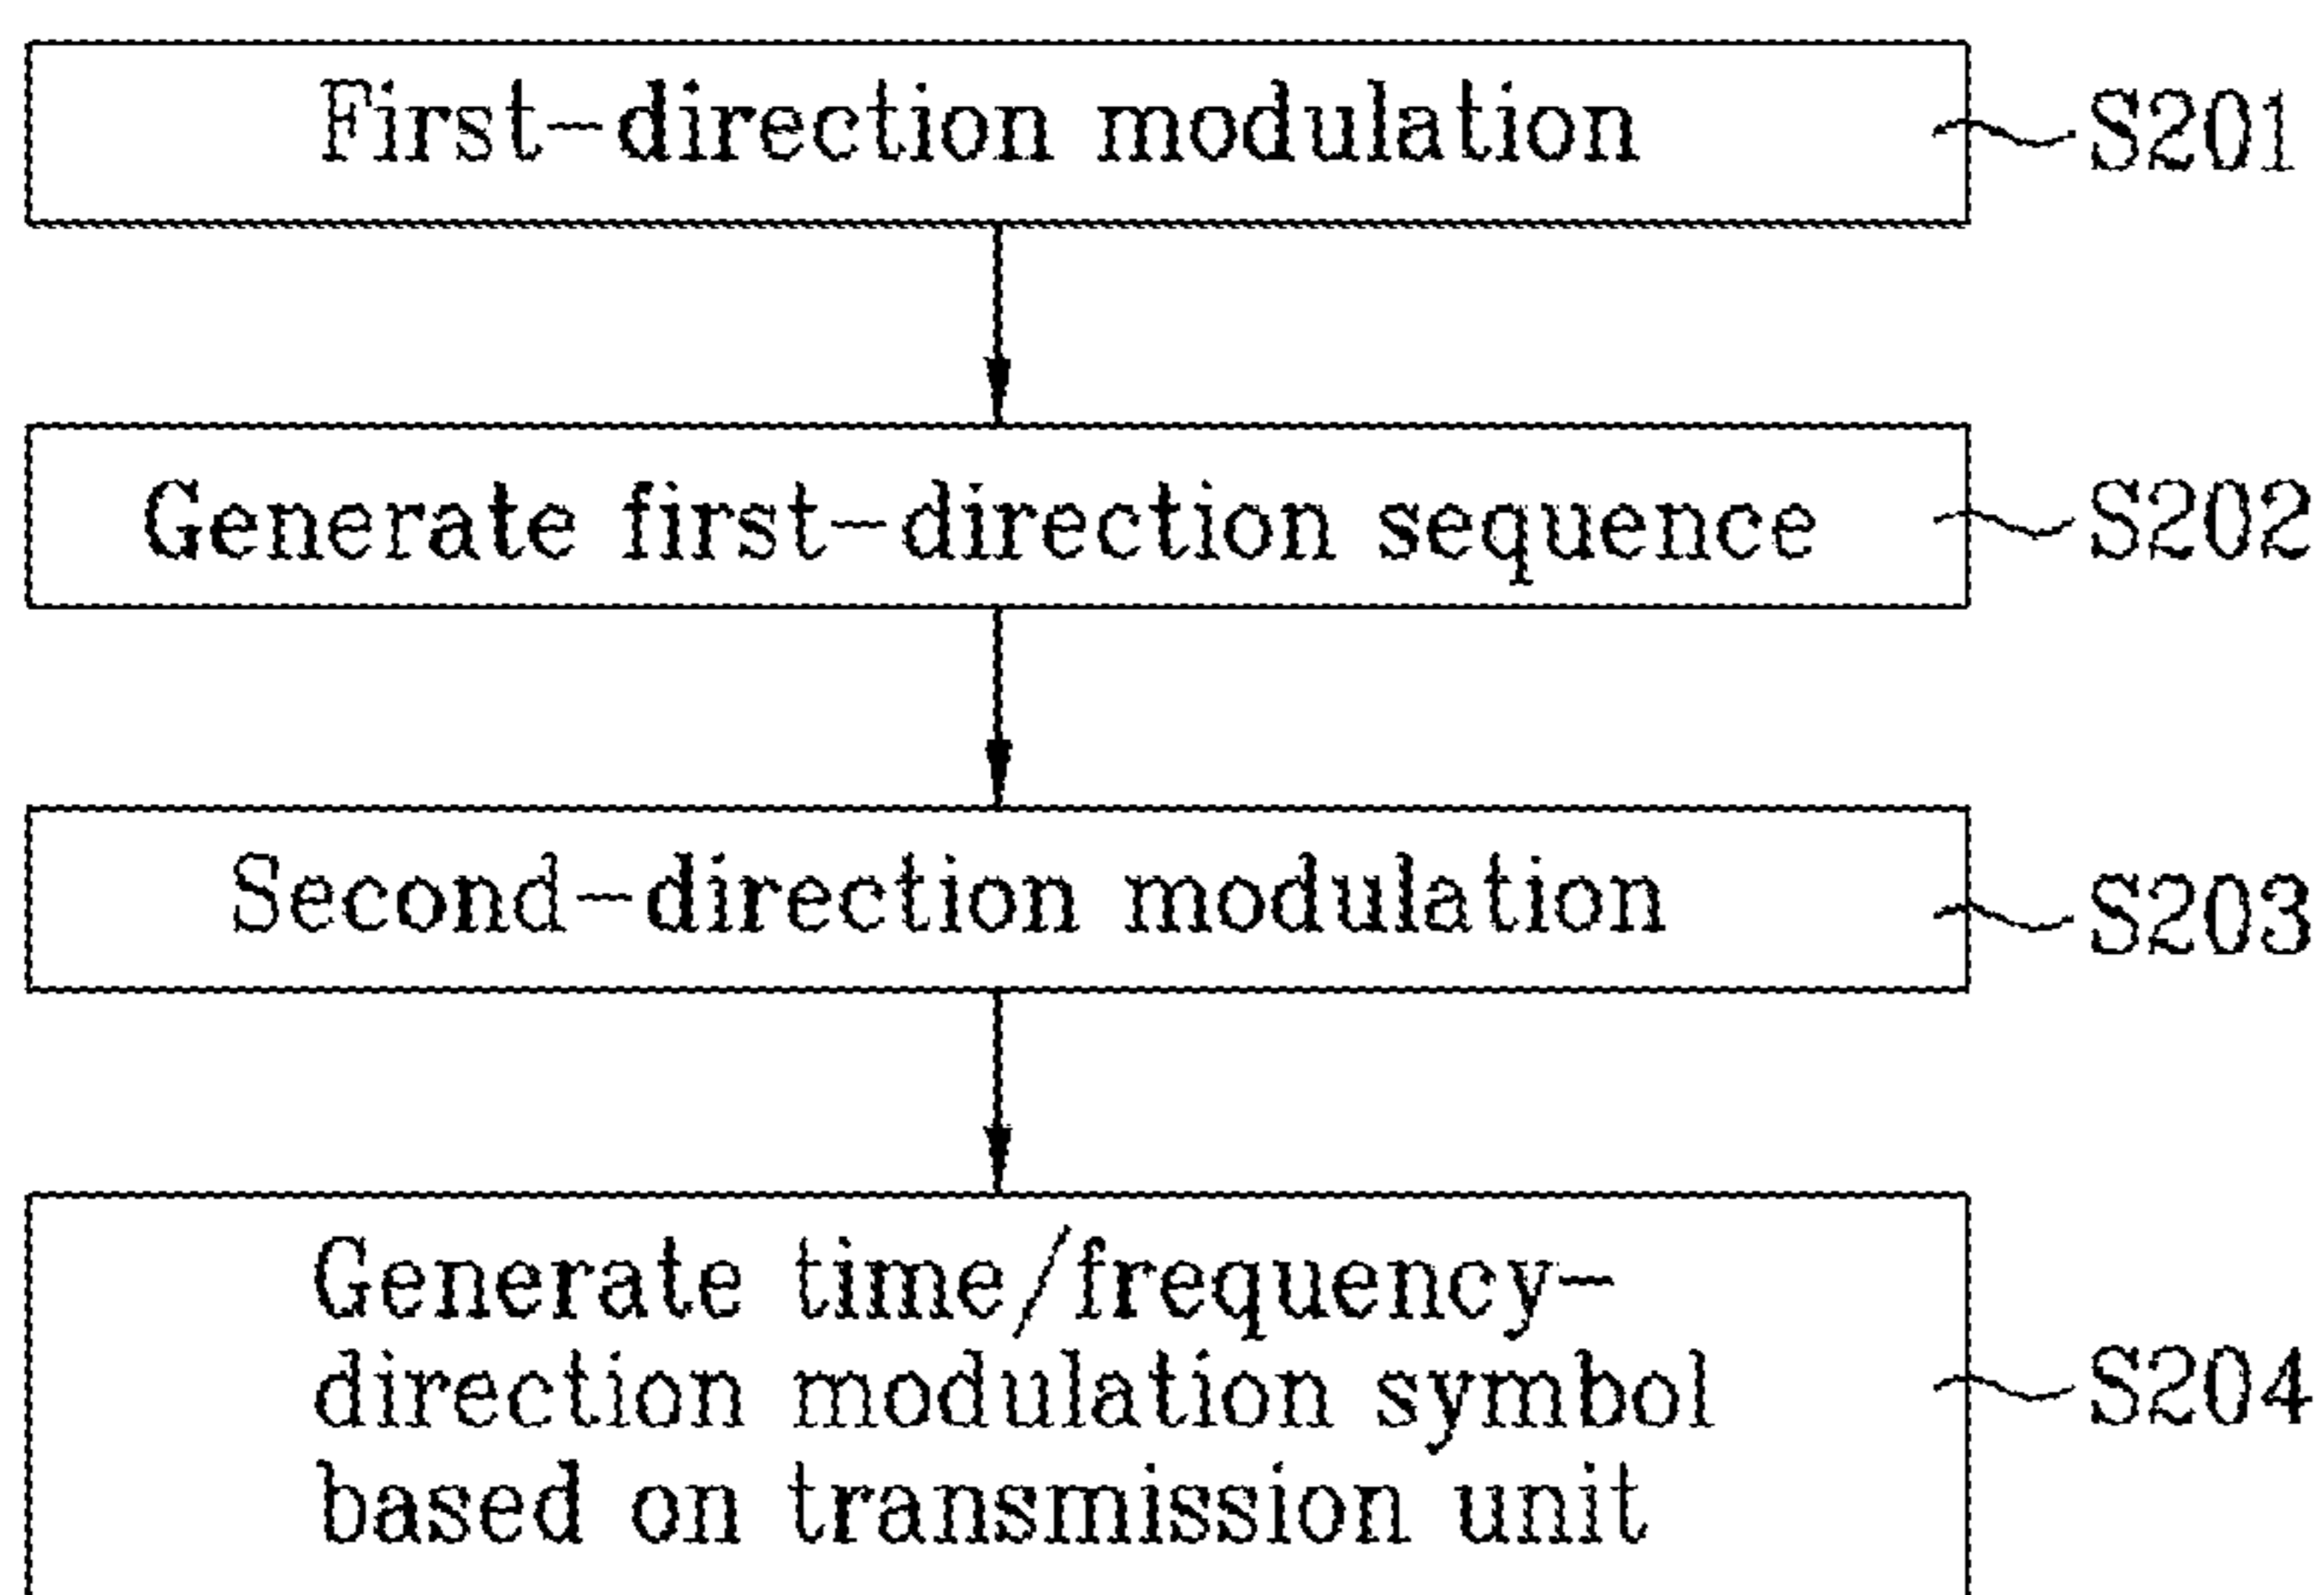 First-direction modulation
S201
Generate first-direction sequence
S202
Second-direction modulation
S203
Generate time/frequency-
direction modulation symbol
based on transmission unit
S204